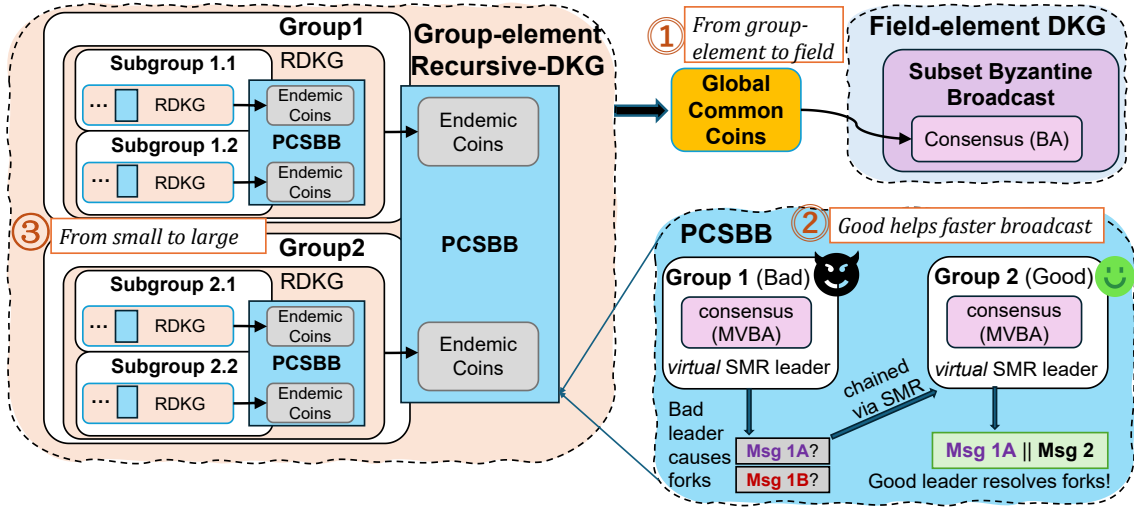 Group1
RDKG
Subgroup 1.1
... RDKG
Endemic
Coins
PCSBB
Subgroup 1.2
... RDKG
Endemic
Coins
Group-element
Recursive-DKG
Endemic
Coins
PCSBB
Endemic
Coins
③ From small to large
Group2
RDKG
Subgroup 2.1
... RDKG
Endemic
Coins
PCSBB
Subgroup 2.2
... RDKG
Endemic
Coins
① From group-
element to field
Global
Common
Coins
Field-element DKG
Subset Byzantine
Broadcast
Consensus (BA)
PCSBB
② Good helps faster broadcast
Group 1 (Bad)
consensus
(MVBA)
virtual SMR leader
Group 2 (Good)
consensus
(MVBA)
virtual SMR leader
Bad
leader
causes
forks
chained
via SMR
Msg 1A?
Msg 1B?
Msg 1A || Msg 2
Good leader resolves forks!